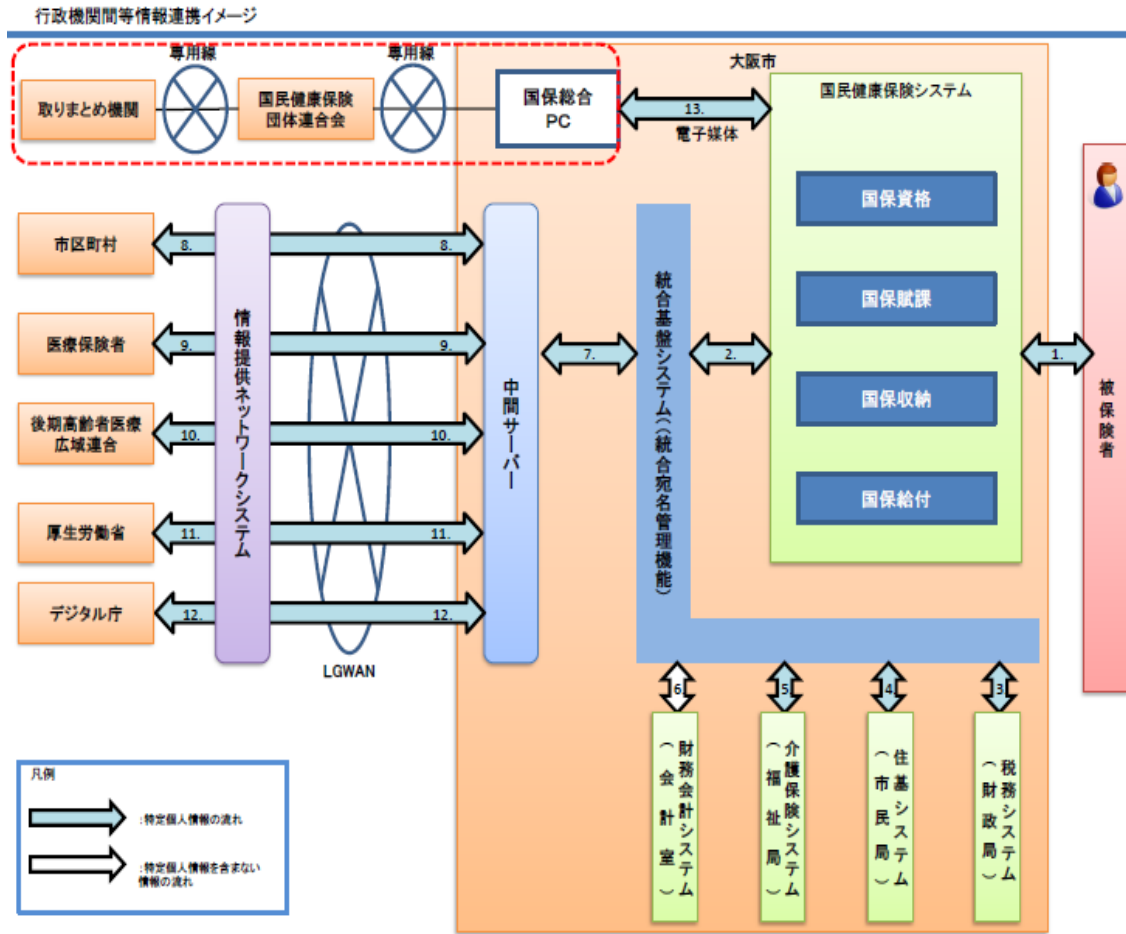 行政機関間等情報連携イメージ
専用線
専用線
大阪市
取りまとめ機関
国民健康保険
団体連合会
国保総合
PC
13.
電子媒体
国民健康保険システム
国保資格
国保賦課
国保収納
国保給付
1.
被保険者
市区町村
8.
8.
医療保険者
9.
9.
後期高齢者医療
広域連合
10.
10.
厚生労働省
11.
11.
デジタル庁
12.
12.
情報提供ネットワークシステム
LGWAN
中間サーバー
7.
統合基盤システム((統合宛名管理機能)
2.
6.
5.
4.
3.
財務会計システム
(会計室)
介護保険システム
(福祉局)
住基システム
(市民局)
税務システム
(財政局)
凡例
:特定個人情報の流れ
:特定個人情報を含まない
情報の流れ